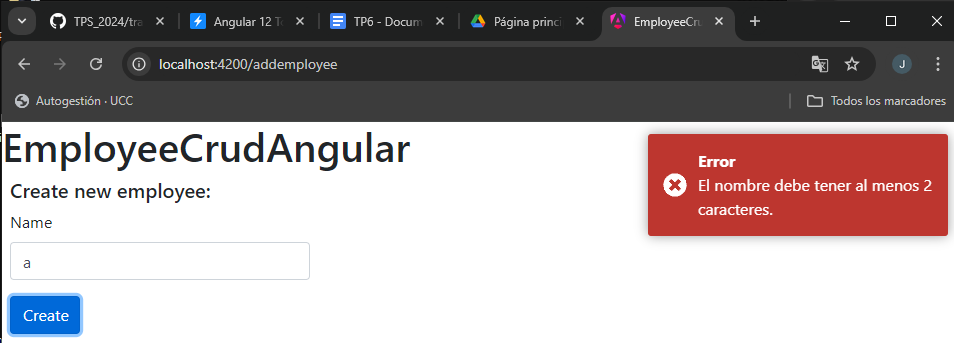 TPS_2024/tra
Angular 12 T
TP6 - Docum
Página princi
EmployeeCru
localhost:4200/addemployee
Autogestión · UCC
Todos los marcadores
EmployeeCrudAngular
Create new employee:
Name
a
Create
Error
El nombre debe tener al menos 2
caracteres.
J